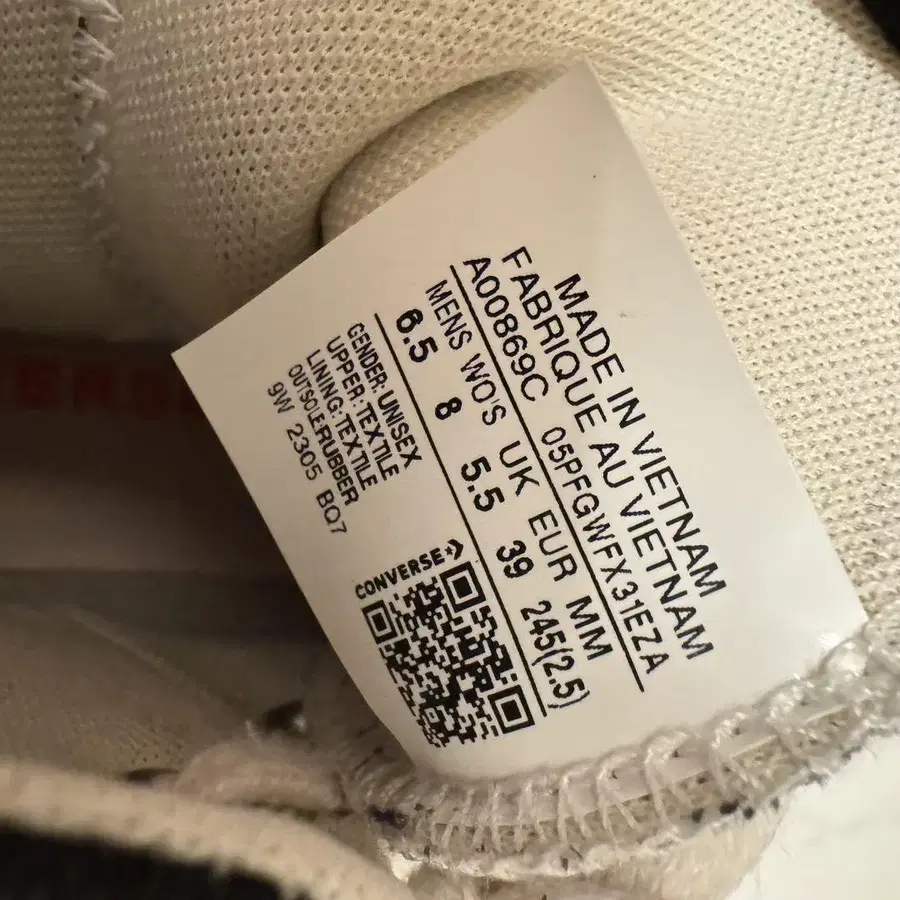 MADE IN VIETNAM
FABRIQUE AU VIETNAM
A00869C 05PFGWFX31EZA
MENS WO'S UK EUR MM
6.5 8 5.5 39 245(2.5)
GENDER: UNISEX
UPPER: TEXTILE
LINING: TEXTILE
OUTSOLE: RUBBER
9W 2305 BQ7
CONVERSE